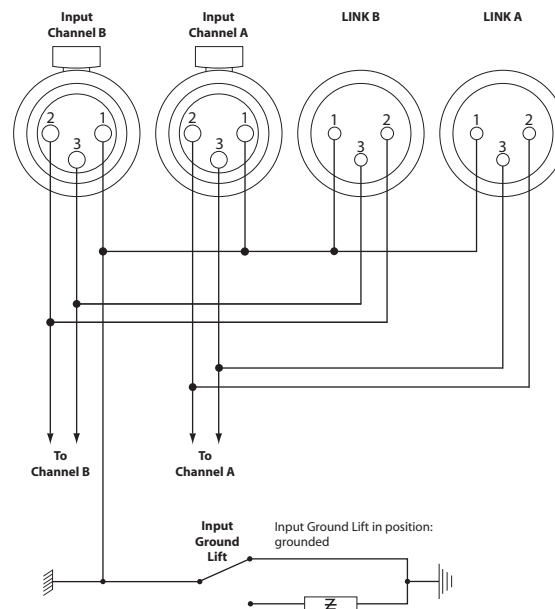 Input
Channel B
Input
Channel A
LINK B
LINK A
2
1
3
2
1
3
1
2
3
1
2
3
To
Channel B
To
Channel A
Input
Ground
Lift
Input Ground Lift in position:
grounded
Z